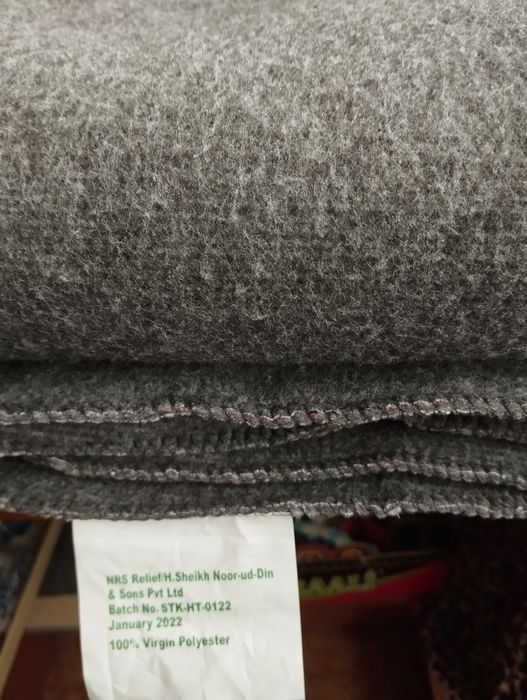 NRS Relief/H.Sheikh Noor-ud-Din
& Sons Pvt Ltd
Batch No. STK-HT-0122
January 2022
100% Virgin Polyester